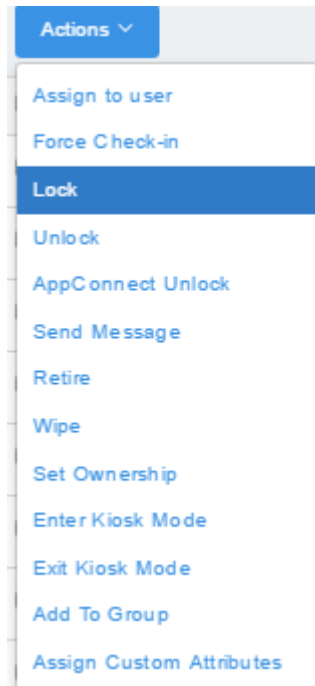 Actions
Assign to user
Force Check-in
Lock
Unlock
AppConnect Unlock
Send Message
Retire
Wipe
Set Ownership
Enter Kiosk Mode
Exit Kiosk Mode
Add To Group
Assign Custom Attributes